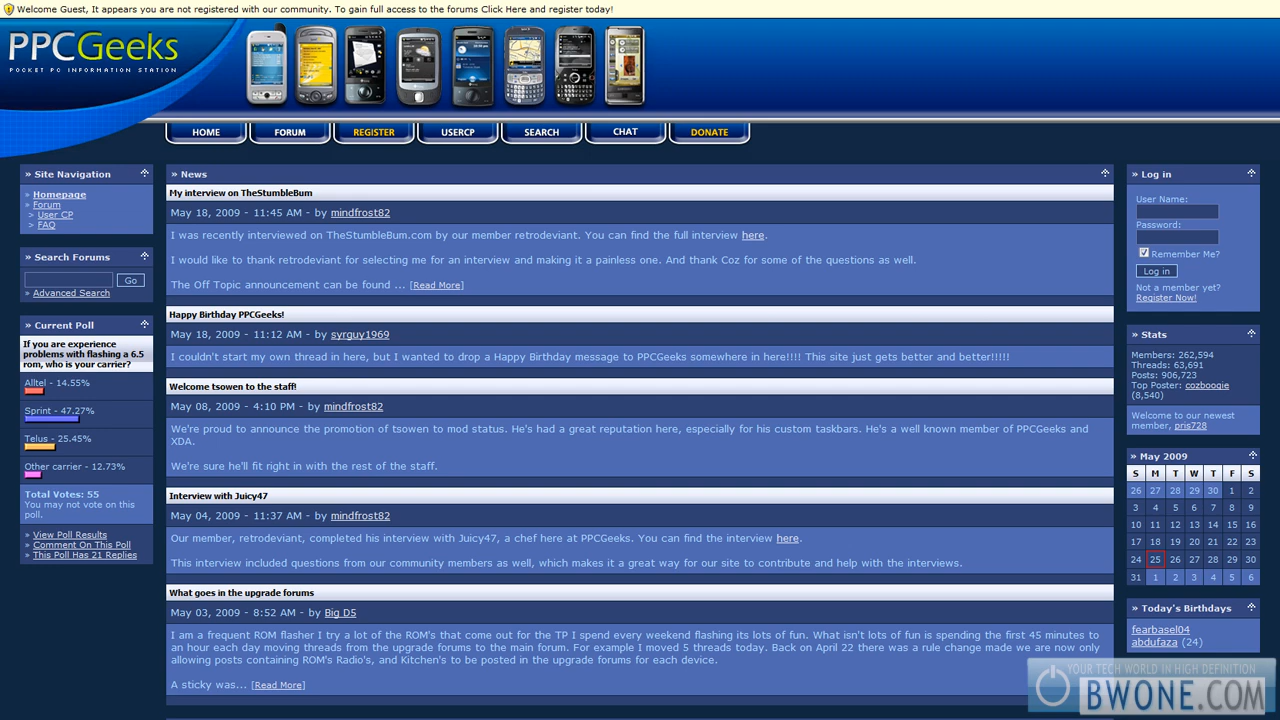 Welcome Guest, It appears you are not registered with our community. To gain full access to the forums Click Here and register today!
PPCGeeks
POCKET PC INFORMATION STATION
HOME
FORUM
REGISTER
USERCP
SEARCH
CHAT
DONATE
» Site Navigation
» Homepage
» Forum
> User CP
> FAQ
» Search Forums
Go
» Advanced Search
» Current Poll
If you are experience
problems with flashing a 6.5
rom, who is your carrier?
Alltel - 14.55%
Sprint - 47.27%
Telus - 25.45%
Other carrier - 12.73%
Total Votes: 55
You may not vote on this
poll.
» View Poll Results
» Comment On This Poll
» This Poll Has 21 Replies
» News
My interview on TheStumbleBum
May 18, 2009 - 11:45 AM - by mindfrost82
I was recently interviewed on TheStumbleBum.com by our member retrodeviant. You can find the full interview here.
I would like to thank retrodeviant for selecting me for an interview and making it a painless one. And thank Coz for some of the questions as well.
The Off Topic announcement can be found ... [Read More]
Happy Birthday PPCGeeks!
May 18, 2009 - 11:12 AM - by syrguy1969
I couldn't start my own thread in here, but I wanted to drop a Happy Birthday message to PPCGeeks somewhere in here!!!! This site just gets better and better!!!!!
Welcome tsowen to the staff!
May 08, 2009 - 4:10 PM - by mindfrost82
We're proud to announce the promotion of tsowen to mod status. He's had a great reputation here, especially for his custom taskbars. He's a well known member of PPCGeeks and
XDA.
We're sure he'll fit right in with the rest of the staff.
Interview with Juicy47
May 04, 2009 - 11:37 AM - by mindfrost82
Our member, retrodeviant, completed his interview with Juicy47, a chef here at PPCGeeks. You can find the interview here.
This interview included questions from our community members as well, which makes it a great way for our site to contribute and help with the interviews.
What goes in the upgrade forums
May 03, 2009 - 8:52 AM - by Big D5
I am a frequent ROM flasher I try a lot of the ROM's that come out for the TP I spend every weekend flashing its lots of fun. What isn't lots of fun is spending the first 45 minutes to
an hour each day moving threads from the upgrade forums to the main forum. For example I moved 5 threads today. Back on April 22 there was a rule change made we are now only
allowing posts containing ROM's Radio's, and Kitchen's to be posted in the upgrade forums for each device.
A sticky was... [Read More]
» Log in
User Name:
Password:
Remember Me?
Log in
Not a member yet?
Register Now!
» Stats
Members: 262,594
Threads: 63,691
Posts: 906,723
Top Poster: cozboogie
(8,540)
Welcome to our newest
member, pris728
» May 2009
S M T W T F S
26 27 28 29 30 1 2
3 4 5 6 7 8 9
10 11 12 13 14 15 16
17 18 19 20 21 22 23
24 25 26 27 28 29 30
31 1 2 3 4 5 6
» Today's Birthdays
fearbasel04
abdufaza (24)
YOUR TECH WORLD IN HIGH DEFINITION
BWONE.COM